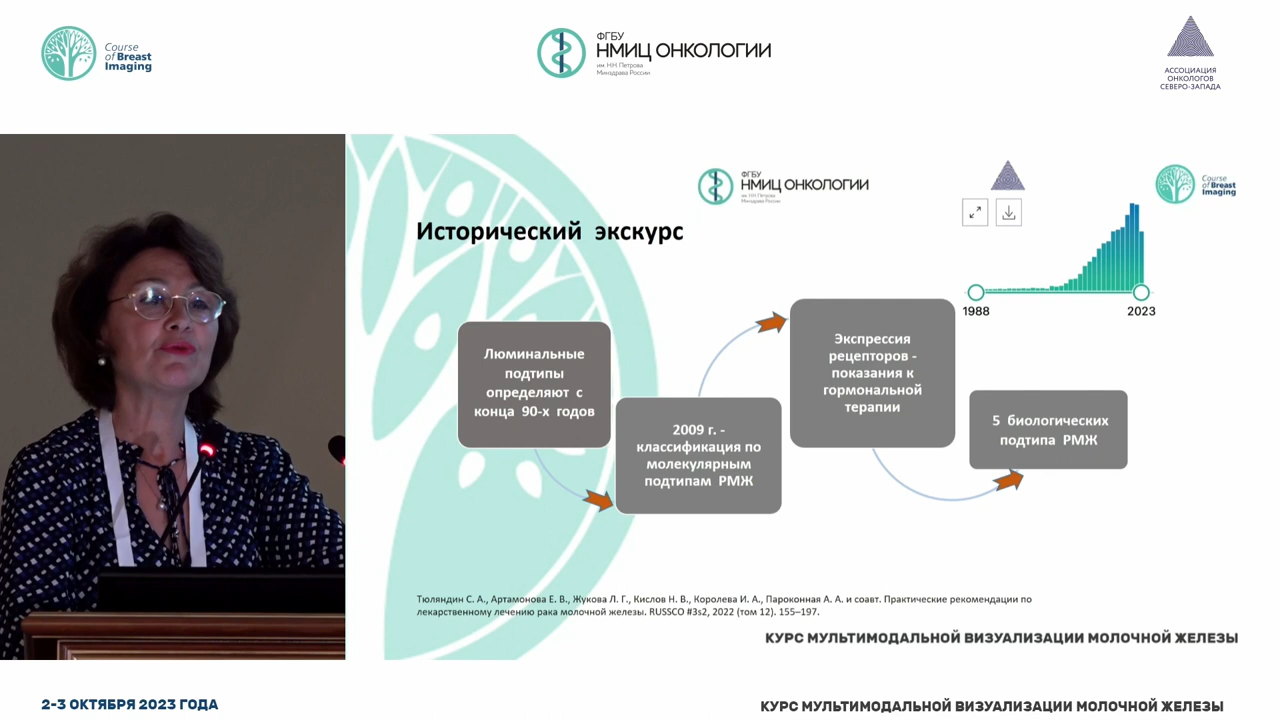 Course
of Breast
Imaging
ФГБУ
НМИЦ ОНКОЛОГИИ
им. Н.Н. Петрова
Минздрава России
АССОЦИАЦИЯ
ОНКОЛОГОВ
СЕВЕРО-ЗАПАДА
ФГБУ
НМИЦ ОНКОЛОГИИ
им. Н.Н. Петрова
Минздрава России
Course
of Breast
Imaging
Исторический экскурс
1988
2023
Люминальные
подтипы
определяют с
конца 90-х годов
2009 г. -
классификация по
молекулярным
подтипам РМЖ
Экспрессия
рецепторов -
показания к
гормональной
терапии
5 биологических
подтипа РМЖ
Тюляндин С. А., Артамонова Е. В., Жукова Л. Г., Кислов Н. В., Королева И. А., Пароконная А. А. и соавт. Практические рекомендации по
лекарственному лечению рака молочной железы. RUSSCO #3s2, 2022 (том 12). 155–197.
КУРС МУЛЬТИМОДАЛЬНОЙ ВИЗУАЛИЗАЦИИ МОЛОЧНОЙ ЖЕЛЕЗЫ
2-3 ОКТЯБРЯ 2023 ГОДА
КУРС МУЛЬТИМОДАЛЬНОЙ ВИЗУАЛИЗАЦИИ МОЛОЧНОЙ ЖЕЛЕЗЫ